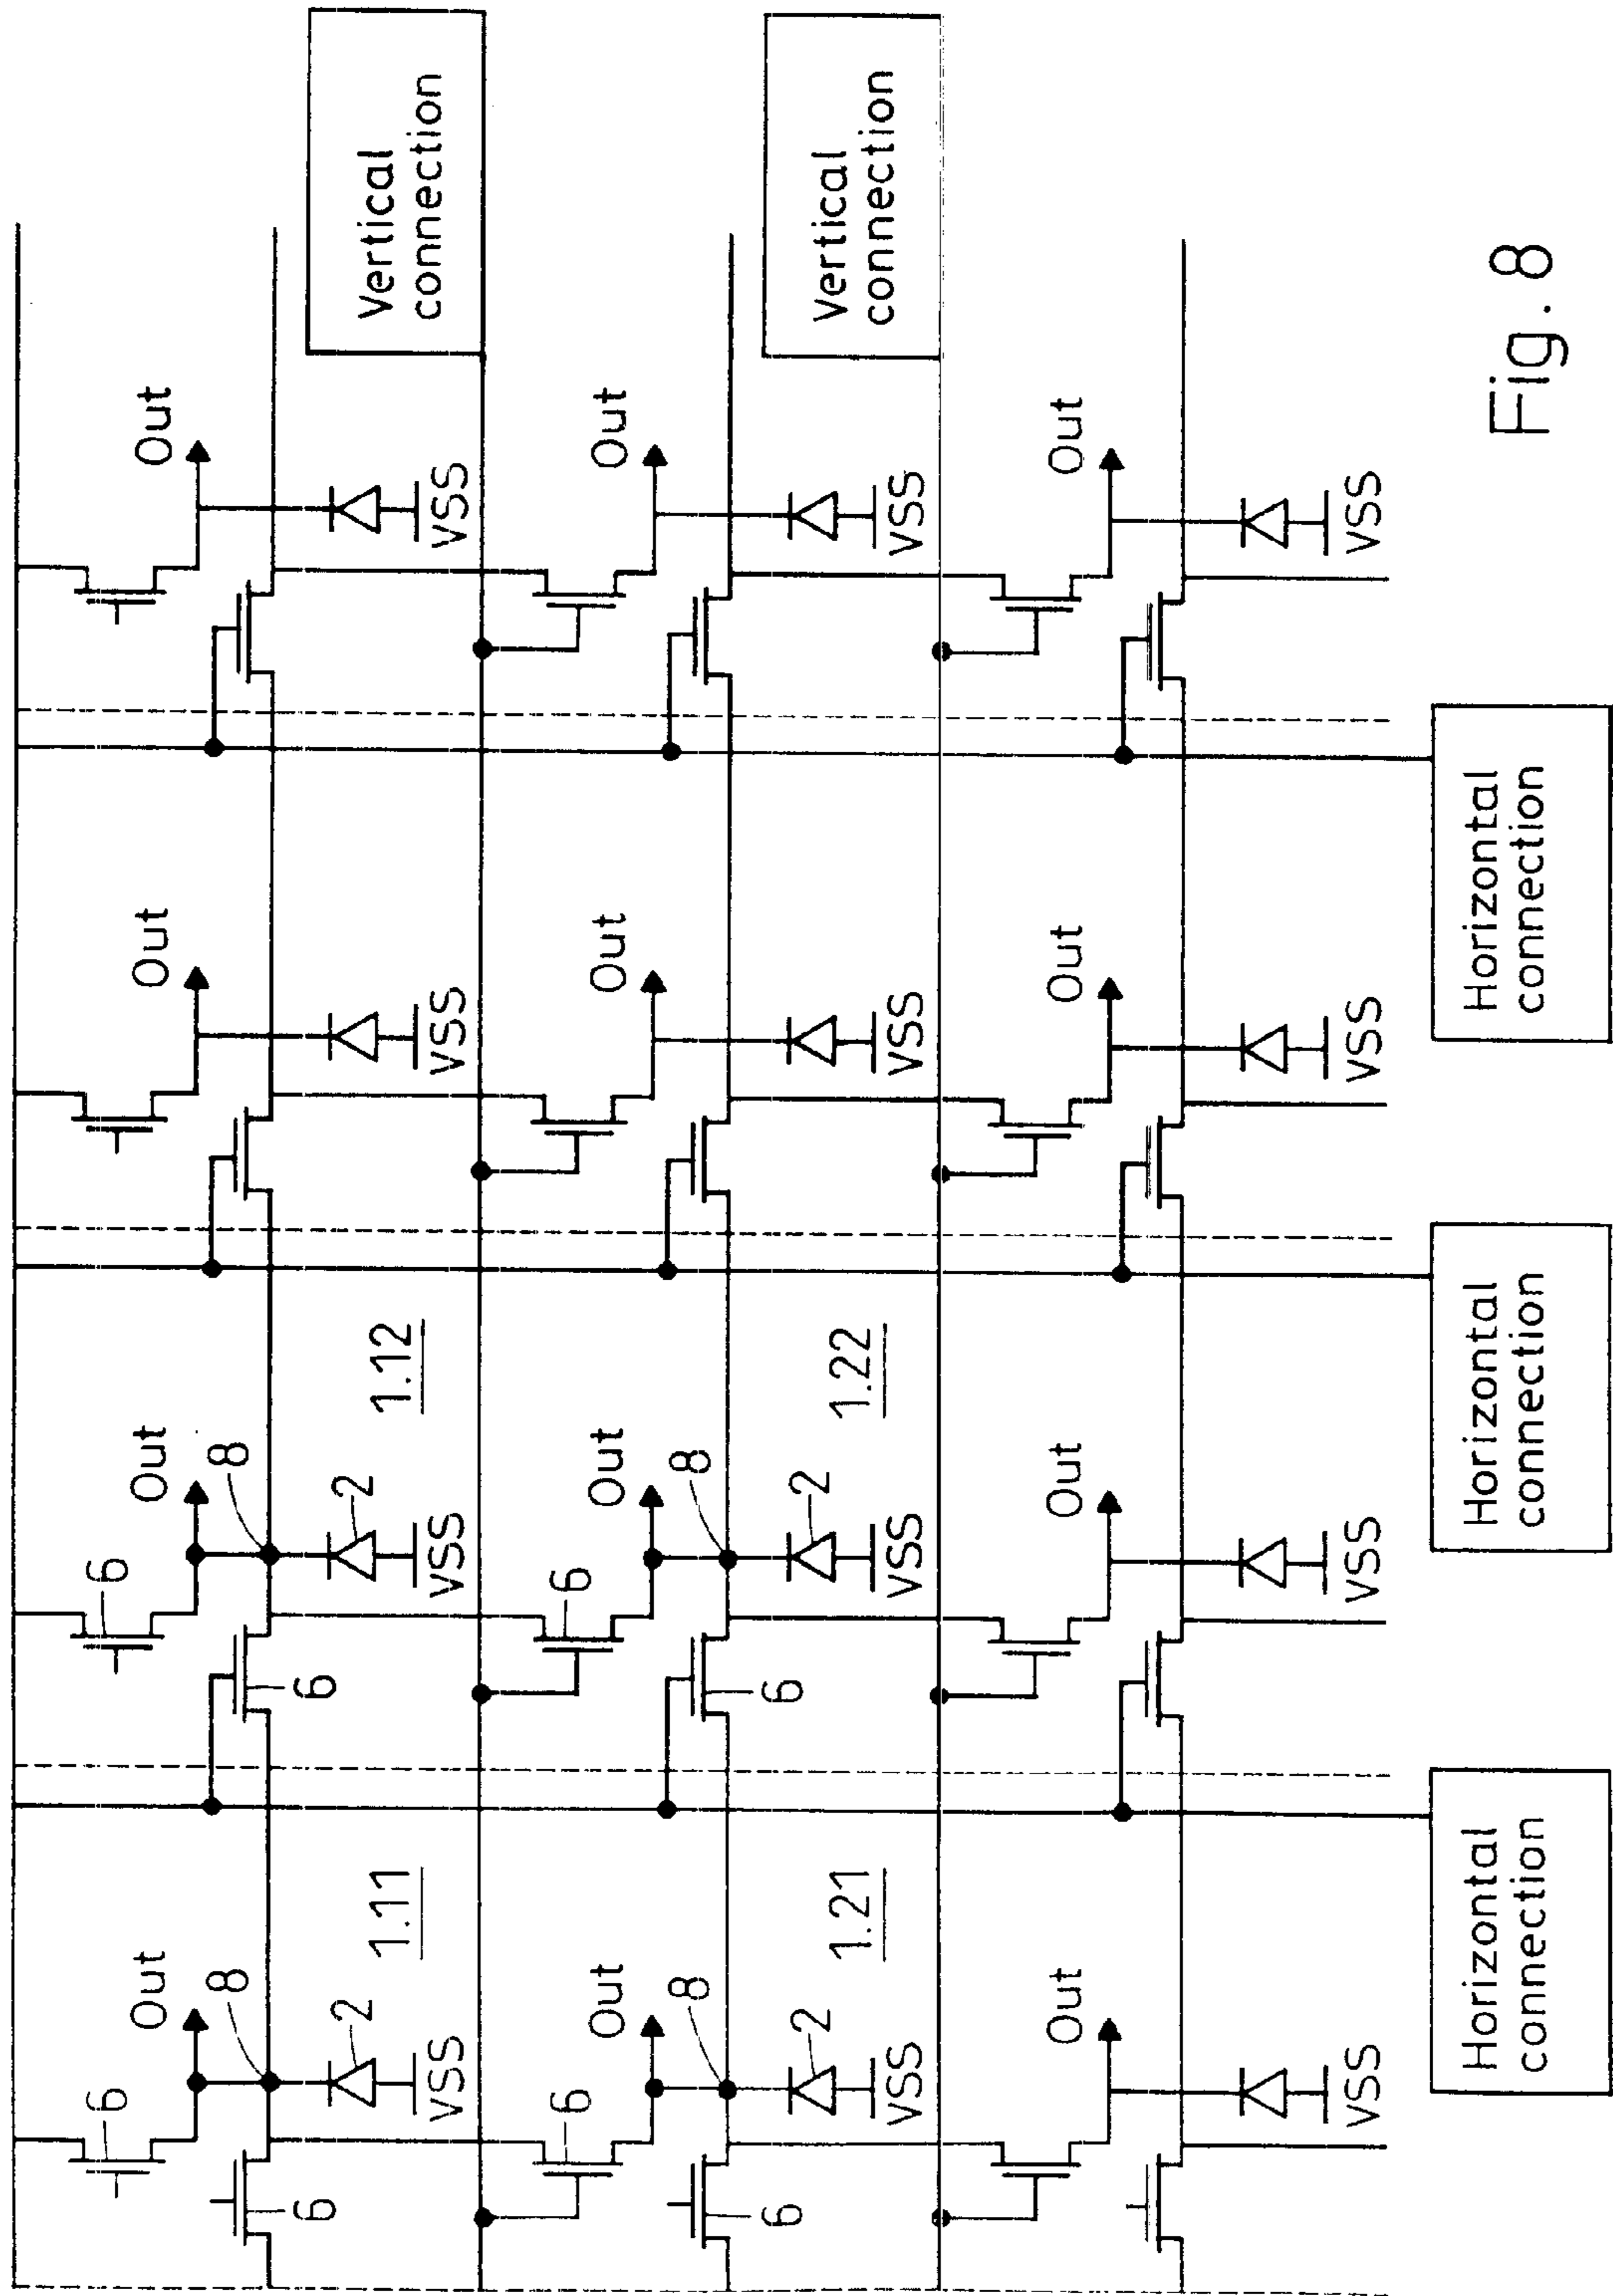 6 6
Out Out Out Out
8 8
6 6
2 2
Vertical
connection
1.11 1.12
VSS VSS VSS VSS
6 6
Out Out Out Out
8 8
6 6
2 2
Vertical
connection
1.21 1.22
VSS VSS VSS VSS
Out Out Out Out
VSS VSS VSS VSS
Horizontal
connection
Horizontal
connection
Horizontal
connection
Fig. 8